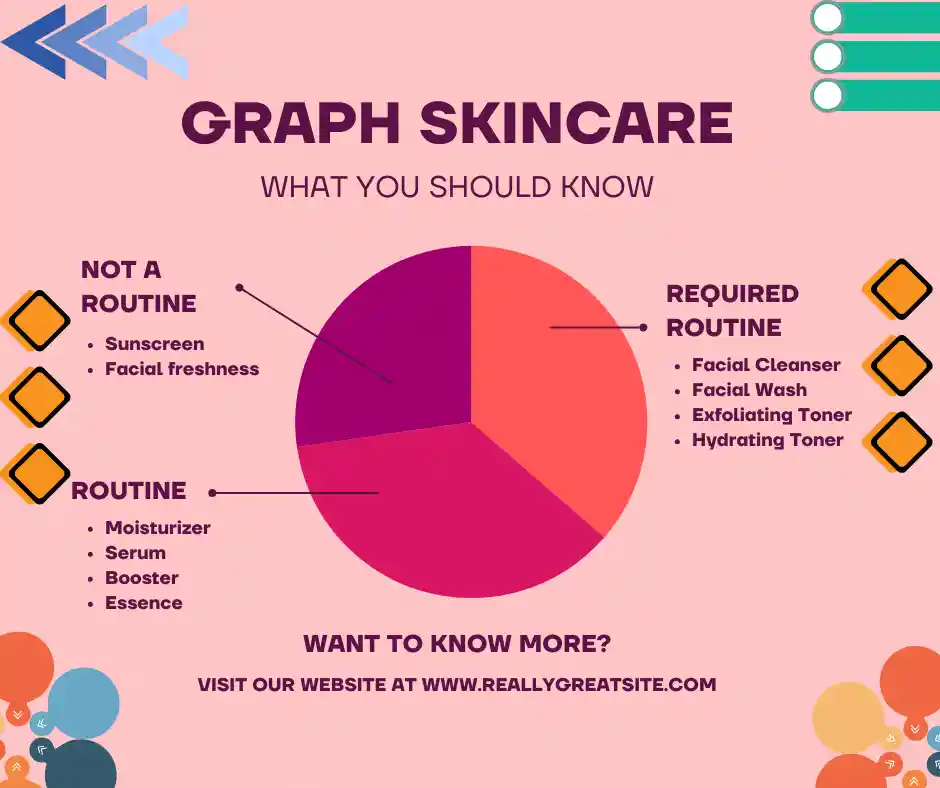 GRAPH SKINCARE
WHAT YOU SHOULD KNOW
NOT A
ROUTINE
• Sunscreen
• Facial freshness
REQUIRED
ROUTINE
• Facial Cleanser
• Facial Wash
• Exfoliating Toner
• Hydrating Toner
ROUTINE
• Moisturizer
• Serum
• Booster
• Essence
WANT TO KNOW MORE?
VISIT OUR WEBSITE AT WWW.REALLYGREATSITE.COM